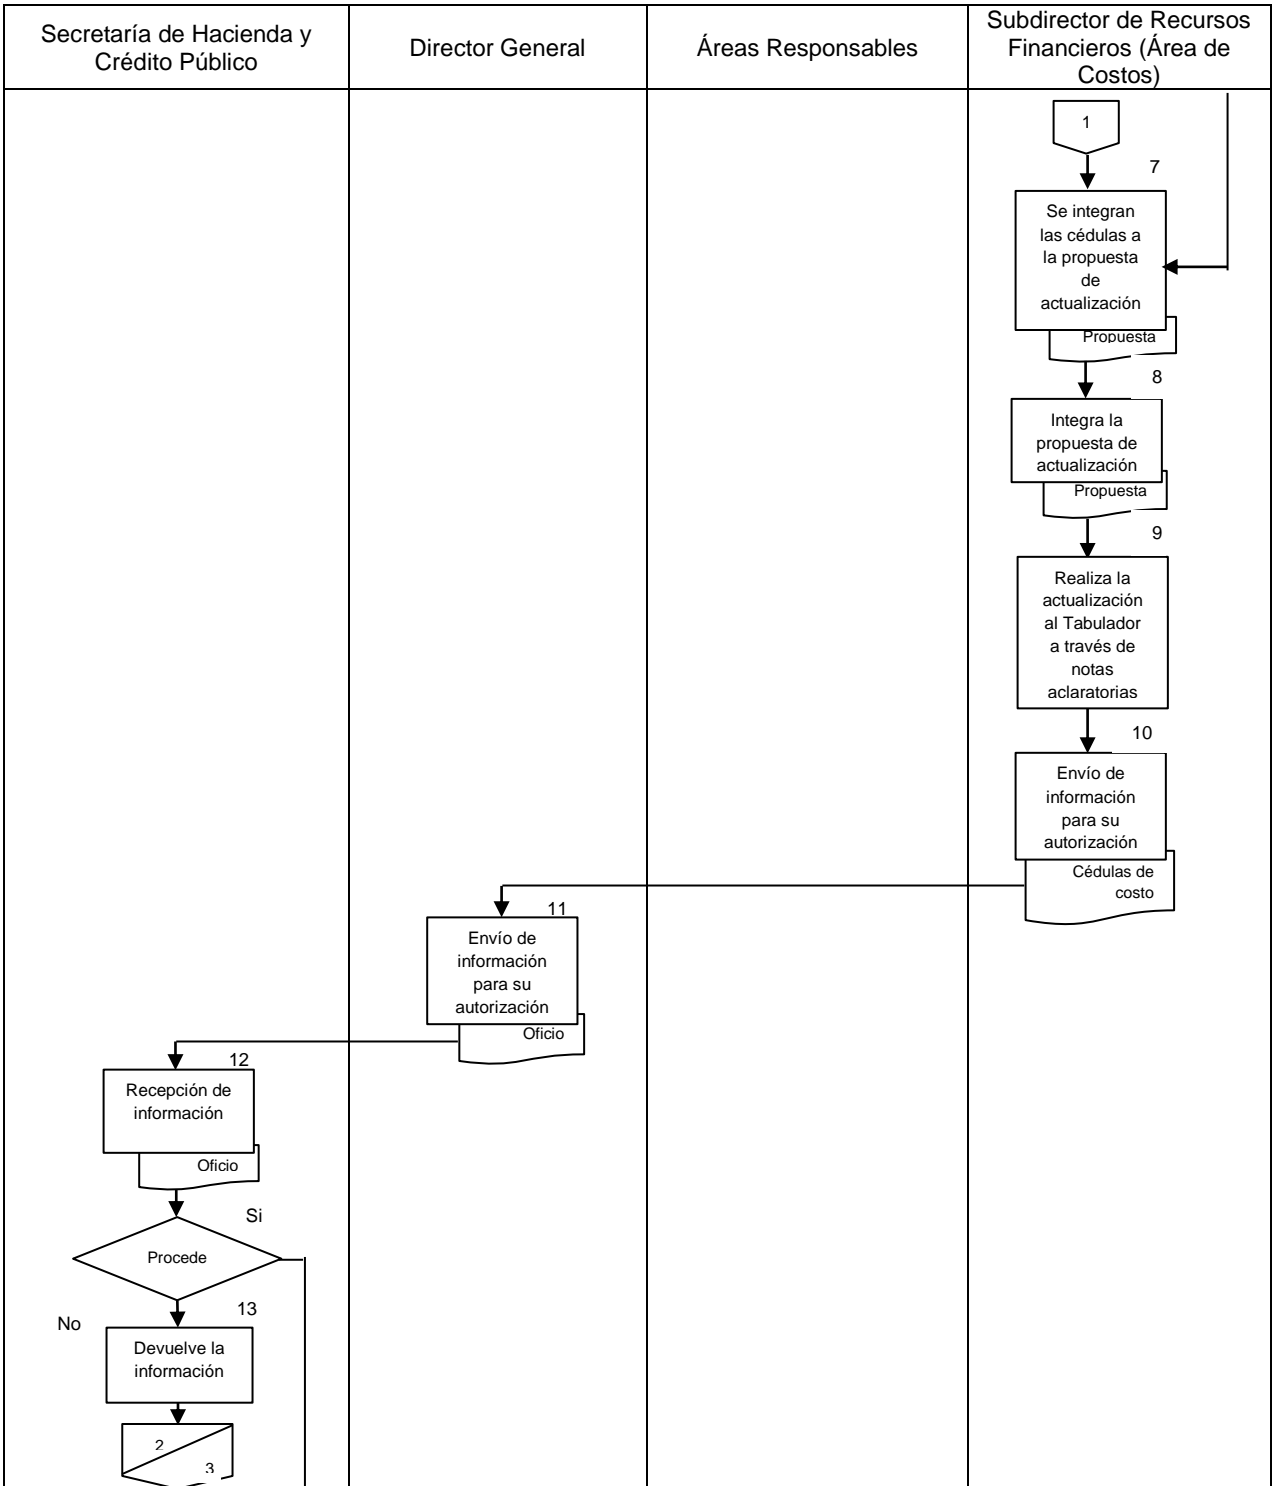 Secretaría de Hacienda y
Crédito Público
Director General
Áreas Responsables
Subdirector de Recursos
Financieros (Área de
Costos)
1
7
Se integran
las cédulas a
la propuesta
de
actualización
Propuesta
8
Integra la
propuesta de
actualización
Propuesta
9
Realiza la
actualización
al Tabulador
a través de
notas
aclaratorias
10
Envío de
información
para su
autorización
Cédulas de
costo
11
Envío de
información
para su
autorización
Oficio
12
Recepción de
información
Oficio
Si
Procede
No
13
Devuelve la
información
2
3